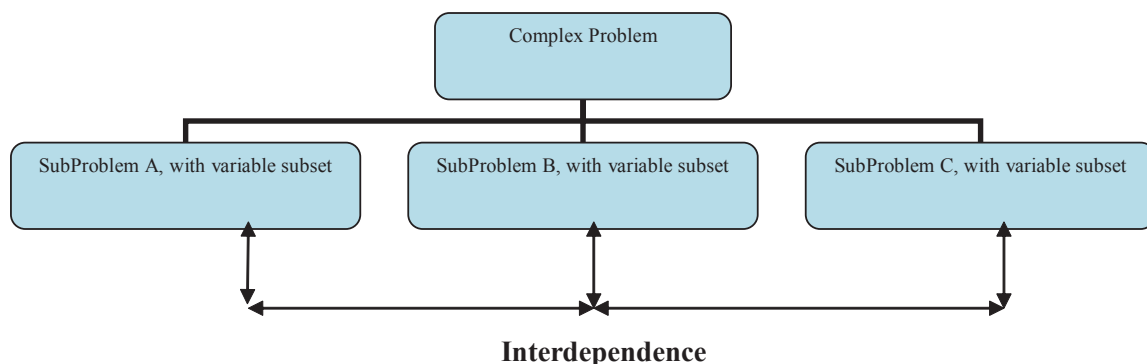 Complex Problem
SubProblem A, with variable subset
SubProblem B, with variable subset
SubProblem C, with variable subset
Interdependence